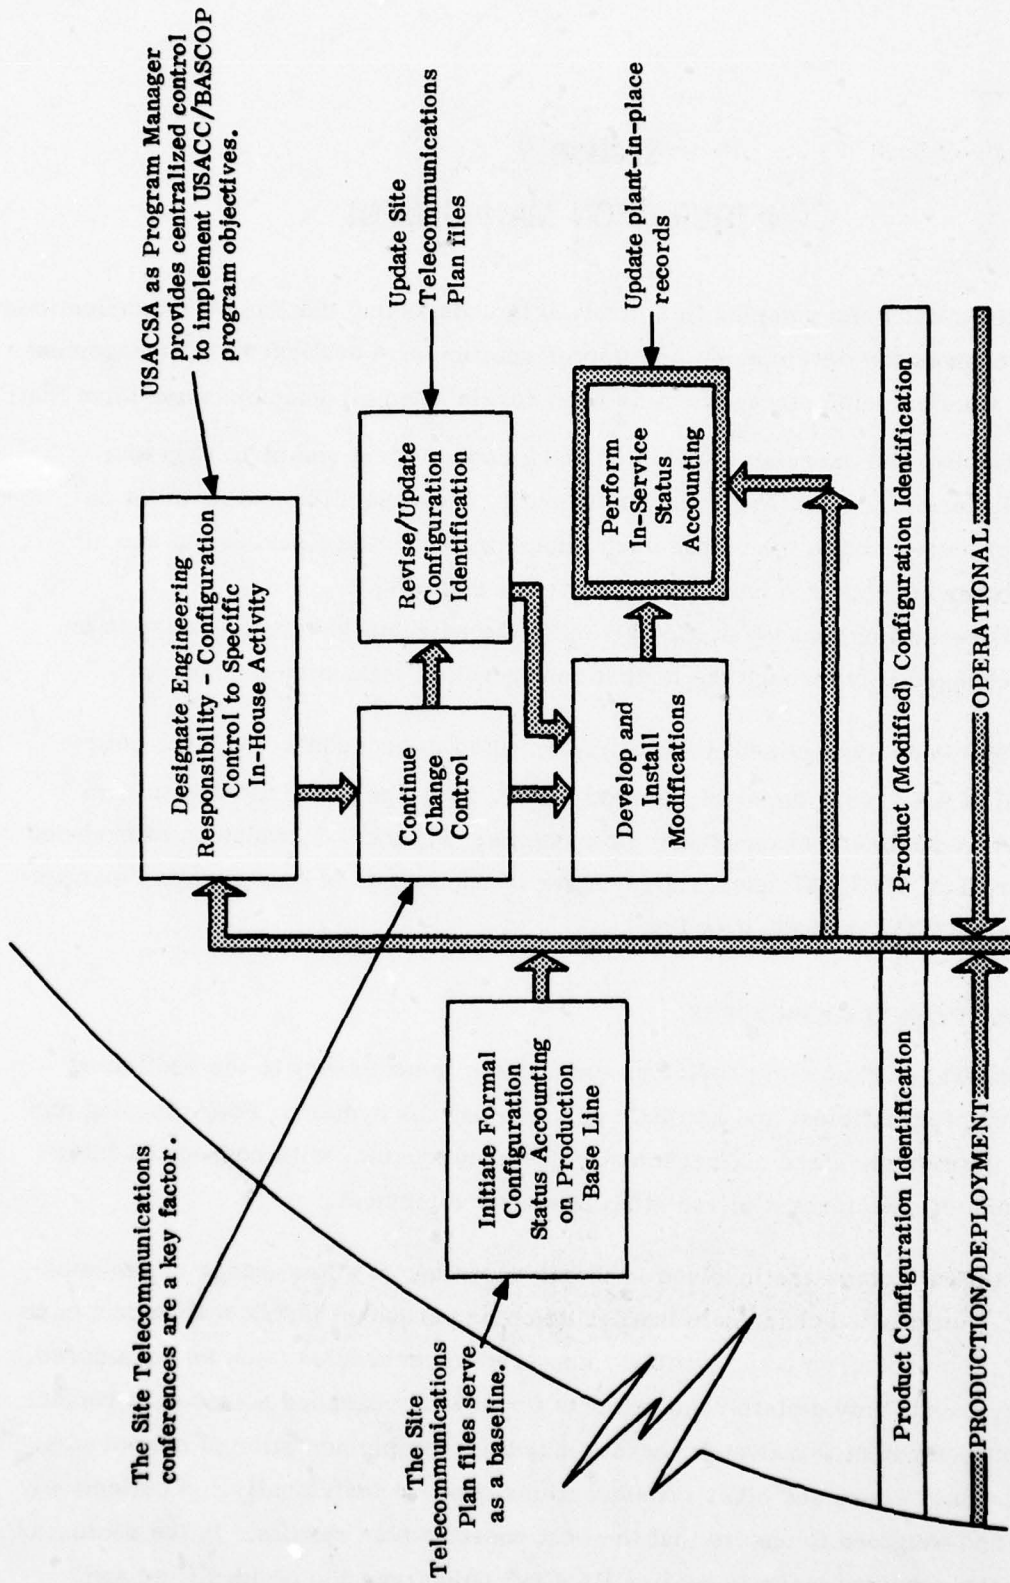 The Site Telecommunications
conferences are a key factor.
USACSA as Program Manager
provides centralized control
to implement USACC/BASCOP
program objectives.
Designate Engineering
Responsibility - Configuration
Control to Specific
In-House Activity
The Site
Telecommunications
Plan files serve
as a baseline.
Initiate Formal
Configuration
Status Accounting
on Production
Base Line
Continue
Change
Control
Revise/Update
Configuration
Identification
Update Site
Telecommunications
Plan files
Develop and
Install
Modifications
Perform
In-Service
Status
Accounting
Update plant-in-place
records
Product Configuration Identification
Product (Modified) Configuration Identification
PRODUCTION/DEPLOYMENT
OPERATIONAL